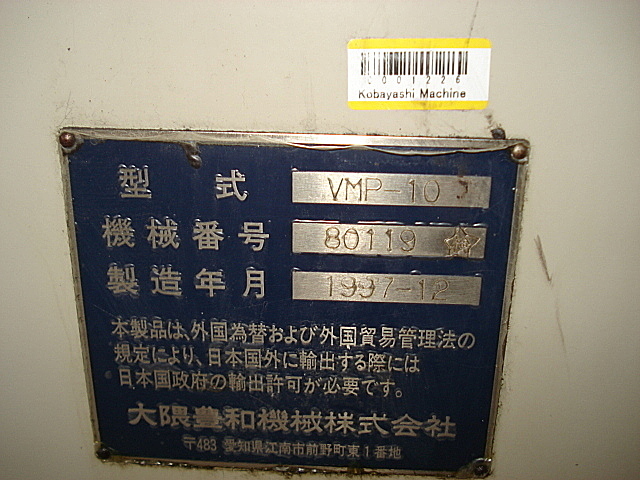 0001226
Kobayashi Machine
型式 VMP-10
機械番号 80119
製造年月 1997-12
本製品は、外国為替および外国貿易管理法の
規定により、日本国外に輸出する際には
日本国政府の輸出許可が必要です。
大隈豊和機械株式会社
〒483 愛知県江南市前野町東1番地